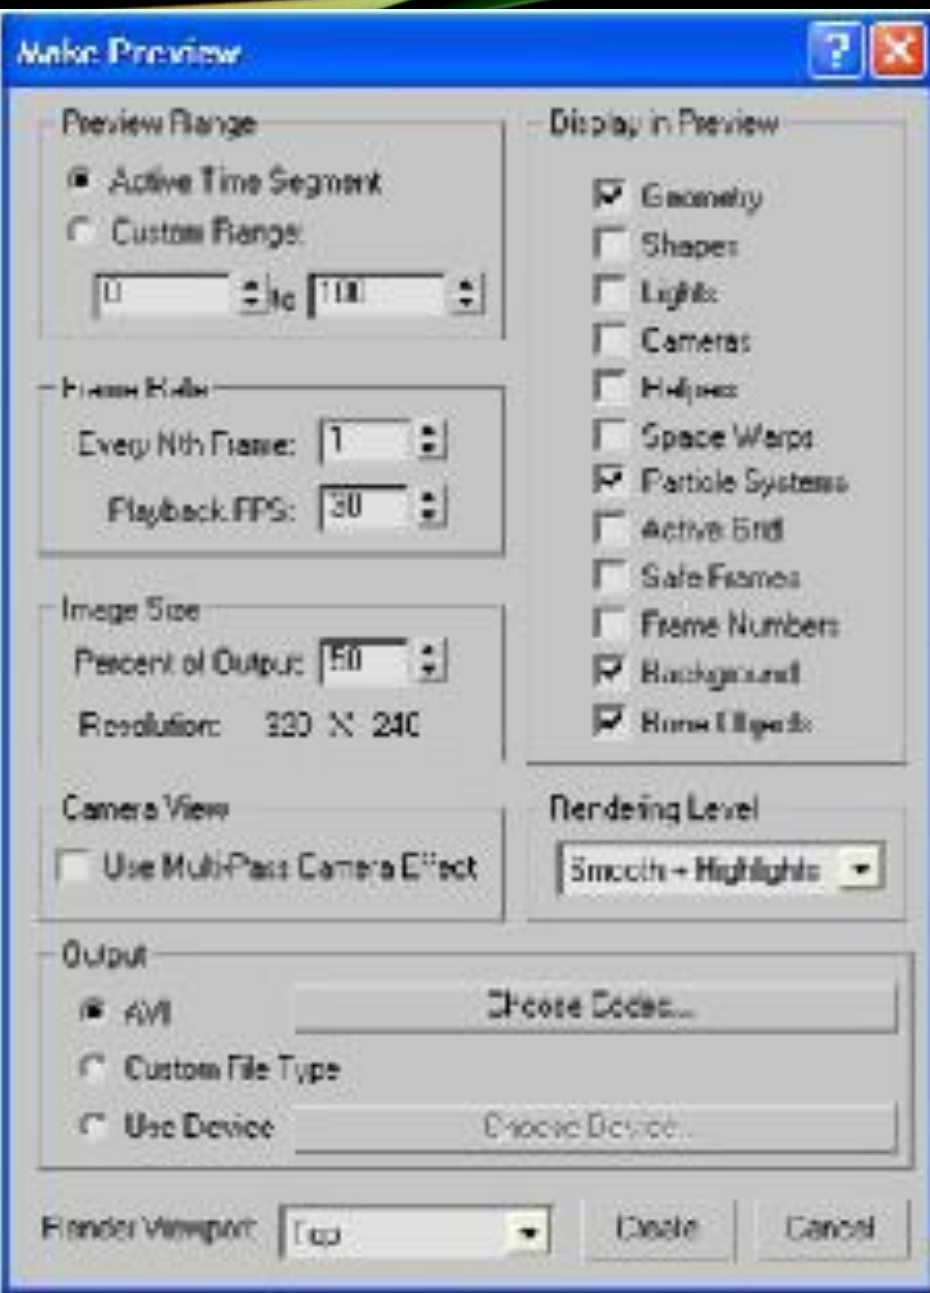 Make Preview
Preview Range
Active Time Segment
Custom Range:
0 to 100
Frame Rate
Every Nth Frame: 1
Playback FPS: 30
Image Size
Percent of Output: 50
Resolution: 320 X 240
Camera View
Use Multi-Pass Camera Effect
Display in Preview
Geometry
Shapes
Lights
Cameras
Helpers
Space Warps
Particle Systems
Active Grid
Safe Frames
Frame Numbers
Background
Bone Objects
Rendering Level
Smooth + Highlights
Output
AVI
Choose Codec...
Custom File Type
Use Device
Choose Device...
Render Viewport: Top
Create
Cancel